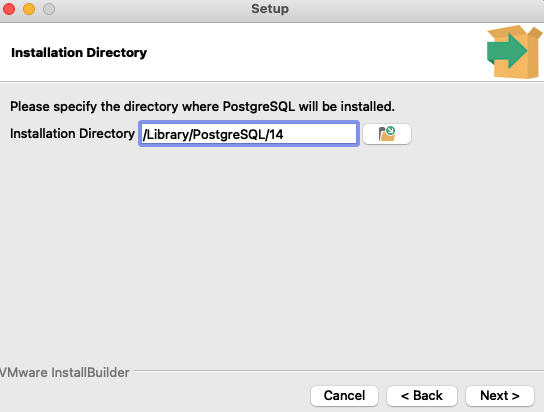 Setup
Installation Directory
Please specify the directory where PostgreSQL will be installed.
Installation Directory /Library/PostgreSQL/14
VMware InstallBuilder
Cancel < Back Next >